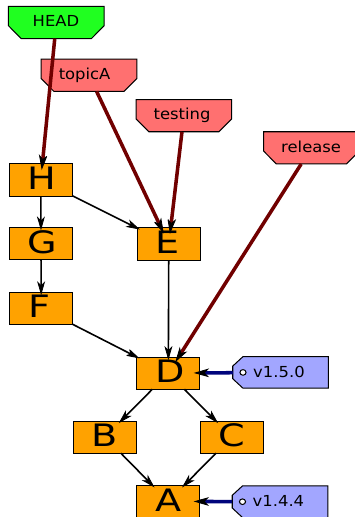 HEAD
topicA
testing
release
H
G
E
F
D
v1.5.0
B
C
A
v1.4.4